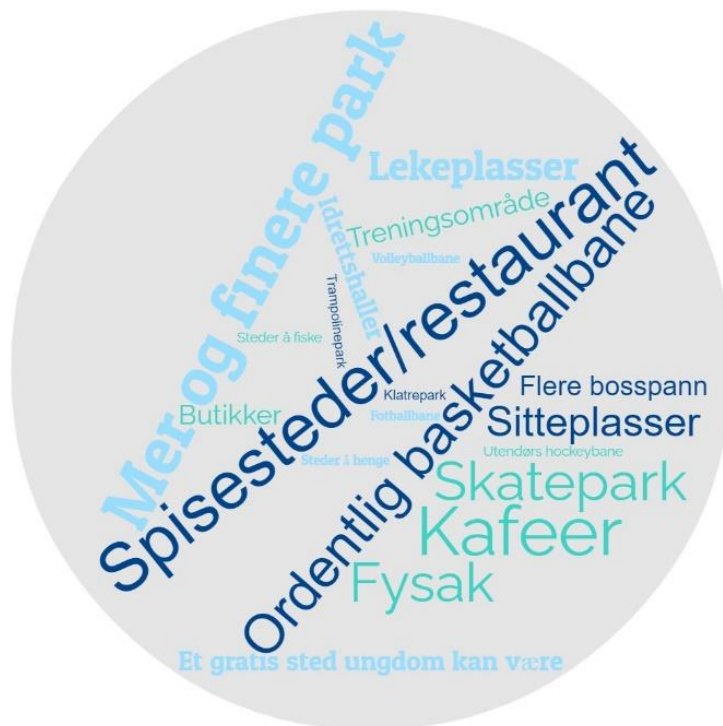 Mer og finere park
Lekeplasser
Idrettshaller
Treningsområde
Volleyballbane
Trampolinepark
Spisesteder/restaurant
Ordentlig basketballbane
Steder å fiske
Klatrepark
Flere bosspann
Butikker
Fotballbane
Sitteplasser
Utendørs hockeybane
Steder å henge
Skatepark
Kafeer
Fysak
Et gratis sted ungdom kan være